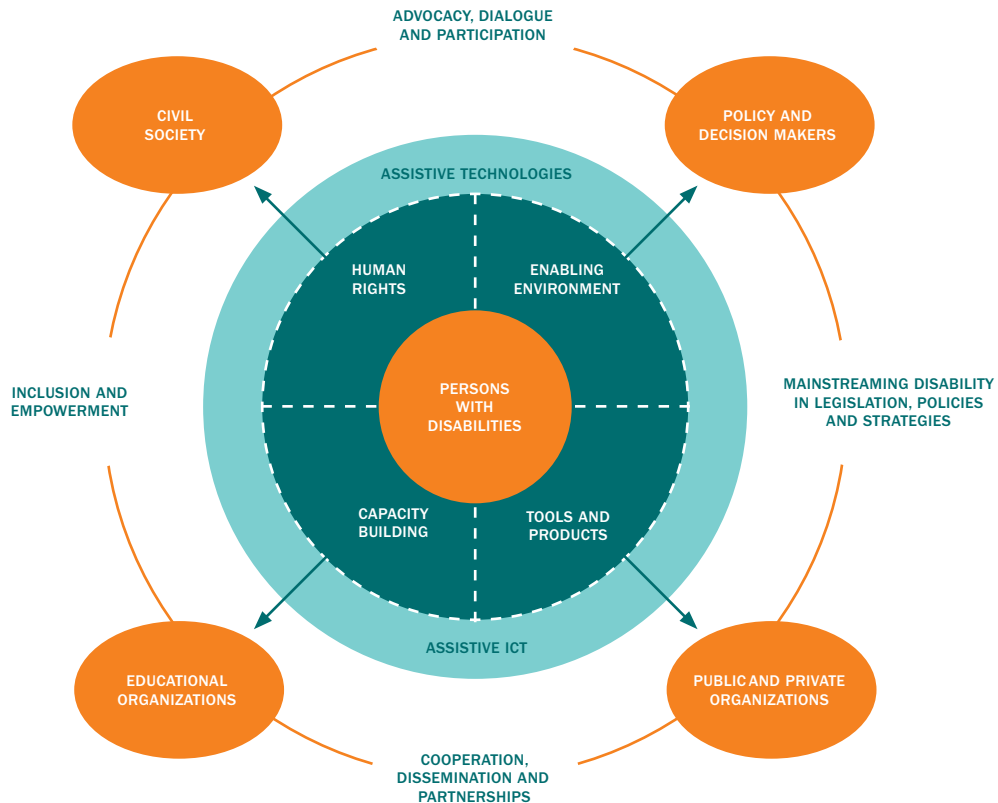 ADVOCACY, DIALOGUE
AND PARTICIPATION
CIVIL
SOCIETY
POLICY AND
DECISION MAKERS
ASSISTIVE TECHNOLOGIES
HUMAN
RIGHTS
ENABLING
ENVIRONMENT
INCLUSION AND
EMPOWERMENT
PERSONS
WITH
DISABILITIES
MAINSTREAMING DISABILITY
IN LEGISLATION, POLICIES
AND STRATEGIES
CAPACITY
BUILDING
TOOLS AND
PRODUCTS
ASSISTIVE ICT
EDUCATIONAL
ORGANIZATIONS
PUBLIC AND PRIVATE
ORGANIZATIONS
COOPERATION,
DISSEMINATION AND
PARTNERSHIPS